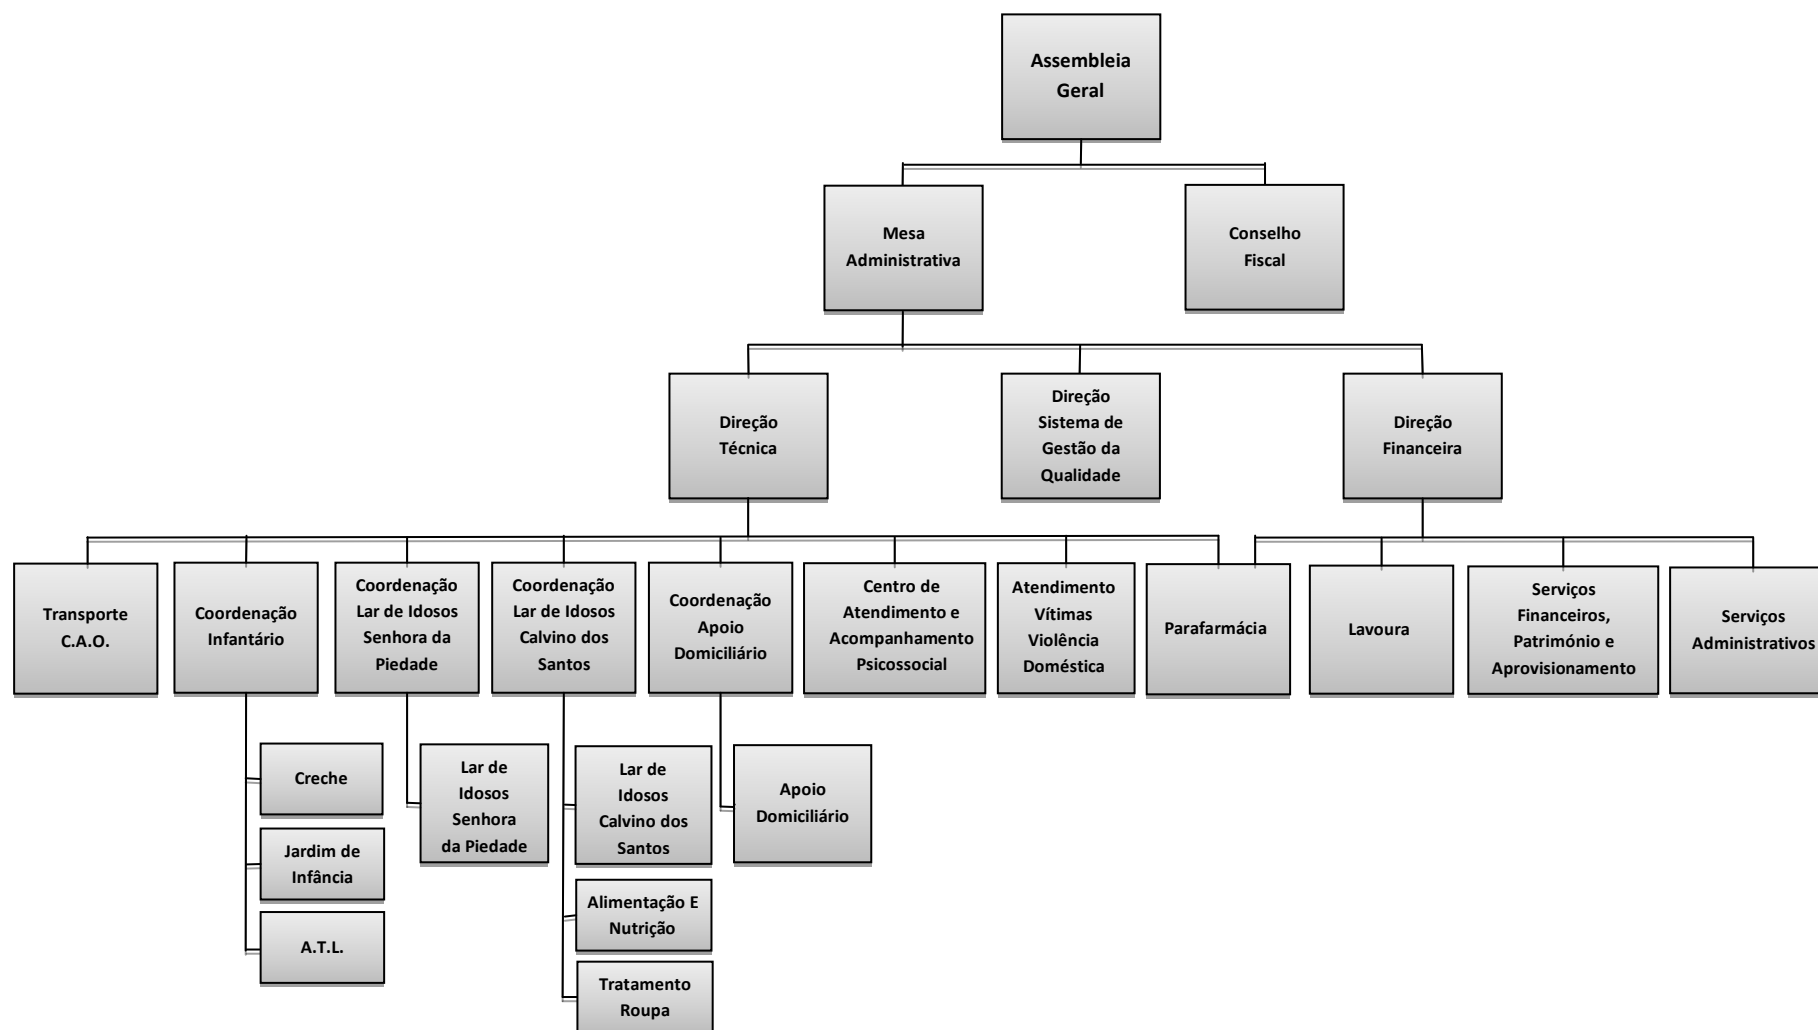 Assembleia
Geral
Mesa
Administrativa
Conselho
Fiscal
Direção
Técnica
Direção
Sistema de
Gestão da
Qualidade
Direção
Financeira
Transporte
C.A.O.
Coordenação
Infantário
Coordenação
Lar de Idosos
Senhora da
Piedade
Coordenação
Lar de Idosos
Calvino dos
Santos
Coordenação
Apoio
Domiciliário
Centro de
Atendimento e
Acompanhamento
Psicossocial
Atendimento
Vítimas
Violência
Doméstica
Parafarmácia
Lavoura
Serviços
Financeiros,
Património e
Aprovisionamento
Serviços
Administrativos
Creche
Jardim de
Infância
A.T.L.
Lar de
Idosos
Senhora
da Piedade
Lar de
Idosos
Calvino dos
Santos
Alimentação E
Nutrição
Tratamento
Roupa
Apoio
Domiciliário